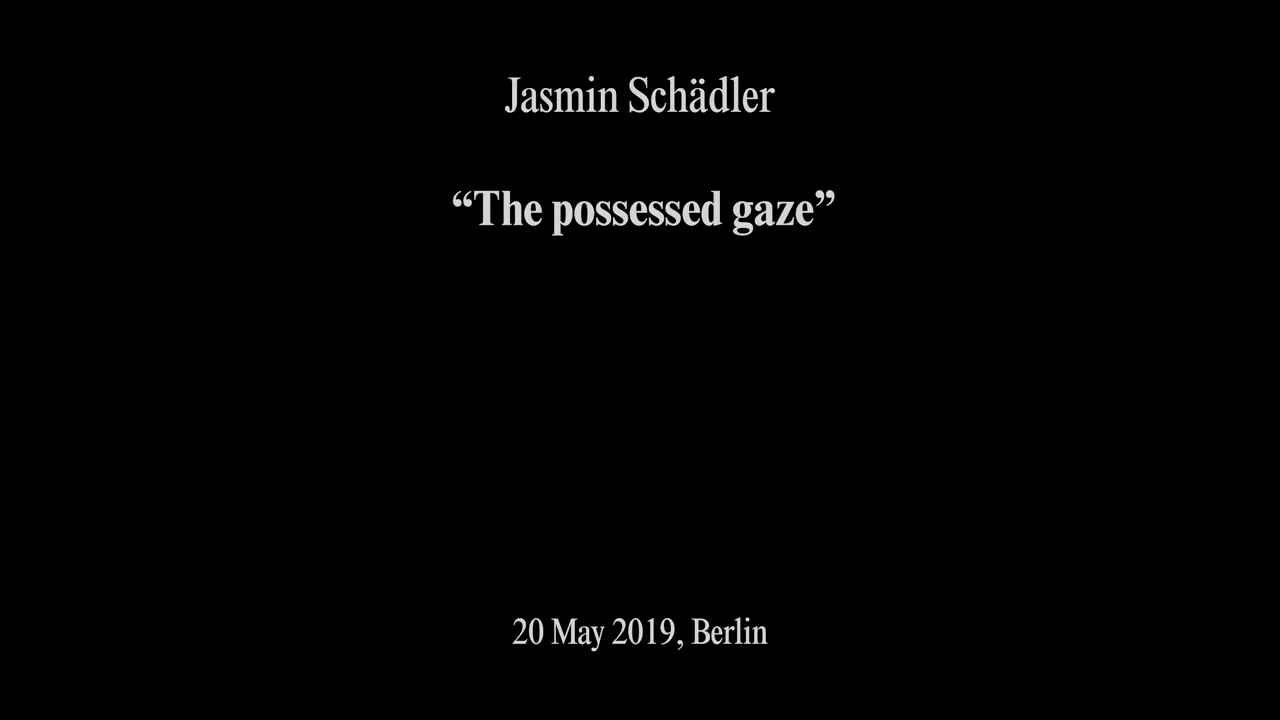 Jasmin Schädler
“The possessed gaze”
20 May 2019, Berlin